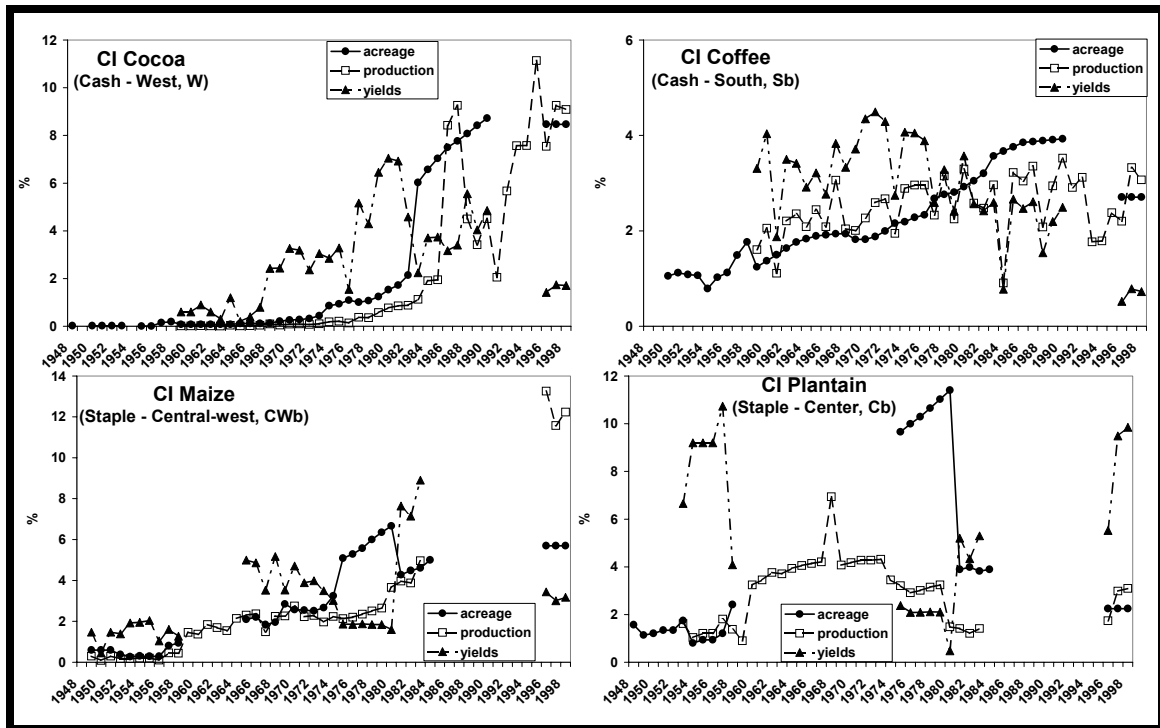 CI Cocoa
(Cash - West, W)
acreage
production
yields
12
10
8
6
4
2
0
%
1948 1950 1952 1954 1956 1958 1960 1962 1964 1966 1968 1970 1972 1974 1976 1978 1980 1982 1984 1986 1988 1990 1992 1994 1996 1998
CI Coffee
(Cash - South, Sb)
acreage
production
yields
6
4
2
0
%
1948 1950 1952 1954 1956 1958 1960 1962 1964 1966 1968 1970 1972 1974 1976 1978 1980 1982 1984 1986 1988 1990 1992 1994 1996 1998
CI Maize
(Staple - Central-west, CWb)
acreage
production
yields
14
12
10
8
6
4
2
0
%
1948 1950 1952 1954 1956 1958 1960 1962 1964 1966 1968 1970 1972 1974 1976 1978 1980 1982 1984 1986 1988 1990 1992 1994 1996 1998
CI Plantain
(Staple - Center, Cb)
acreage
production
yields
12
10
8
6
4
2
0
%
1948 1950 1952 1954 1956 1958 1960 1962 1964 1966 1968 1970 1972 1974 1976 1978 1980 1982 1984 1986 1988 1990 1992 1994 1996 1998